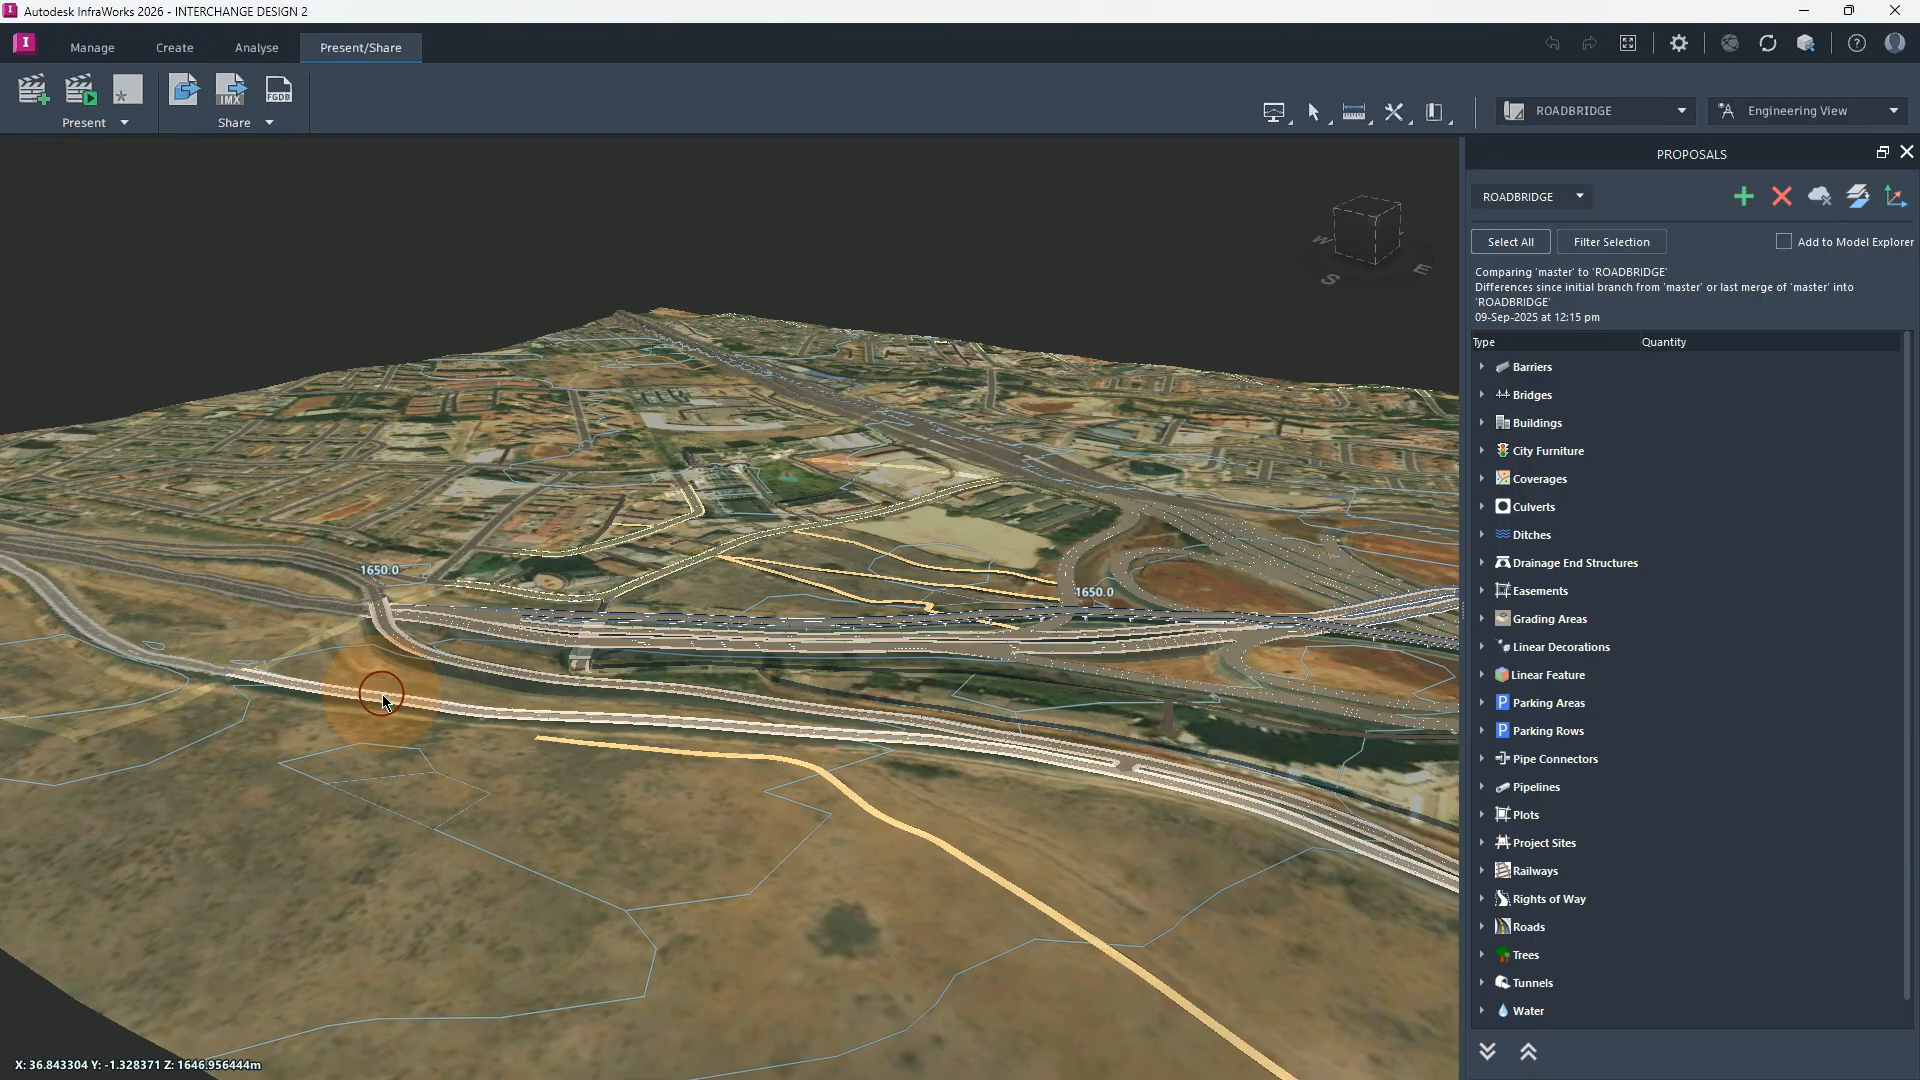 Autodesk InfraWorks 2026 - INTERCHANGE DESIGN 2
Manage
Create
Analyse
Present/Share
IMX
FGDB
Present
Share
ROADBRIDGE
Engineering View
PROPOSALS
ROADBRIDGE
Select All
Filter Selection
Add to Model Explorer
Comparing 'master' to 'ROADBRIDGE'
Differences since initial branch from 'master' or last merge of 'master' into
'ROADBRIDGE'
09-Sep-2025 at 12:15 pm
Type
Quantity
Barriers
Bridges
Buildings
City Furniture
Coverages
Culverts
Ditches
Drainage End Structures
Easements
Grading Areas
Linear Decorations
Linear Feature
Parking Areas
Parking Rows
Pipe Connectors
Pipelines
Plots
Project Sites
Railways
Rights of Way
Roads
Trees
Tunnels
Water
W
S
E
1650.0
1650.0
X: 36.843304 Y: -1.328371 Z: 1646.956444m